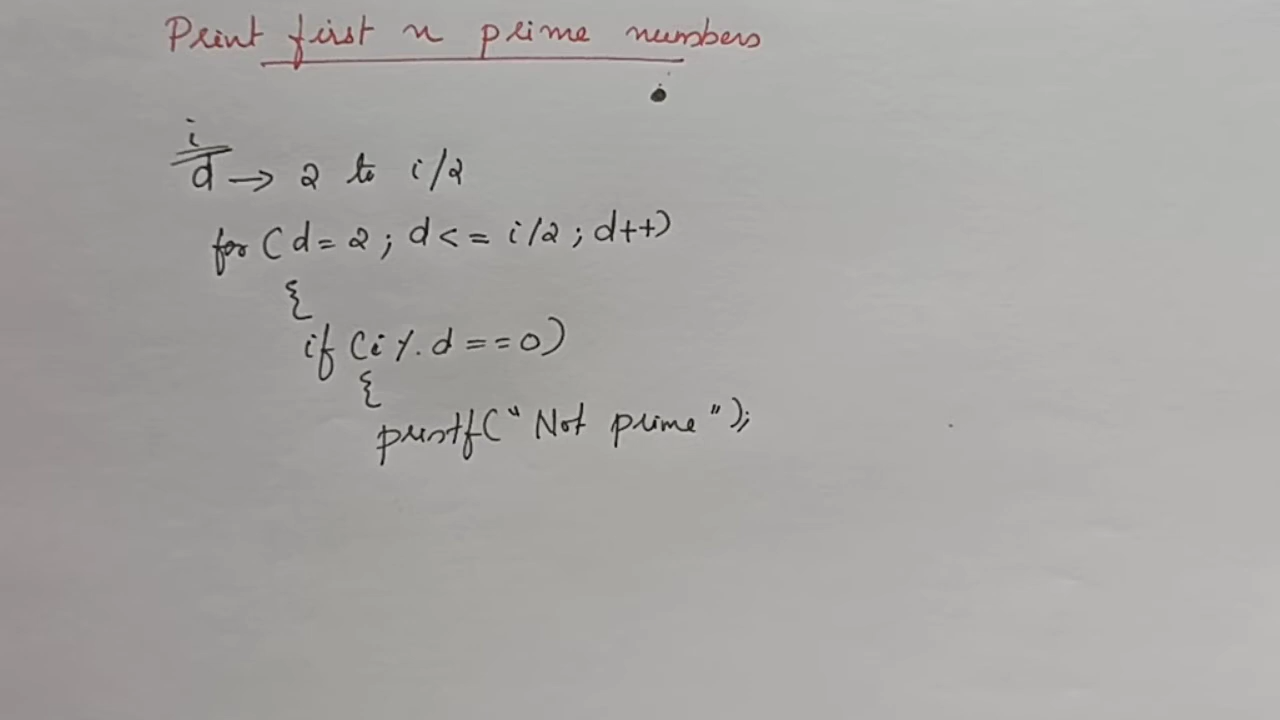 Print first n prime numbers
i
d → 2 to i/2
for (d=2; d<=i/2; d++)
{
if (i % d ==0)
{
printf(" Not prime ");